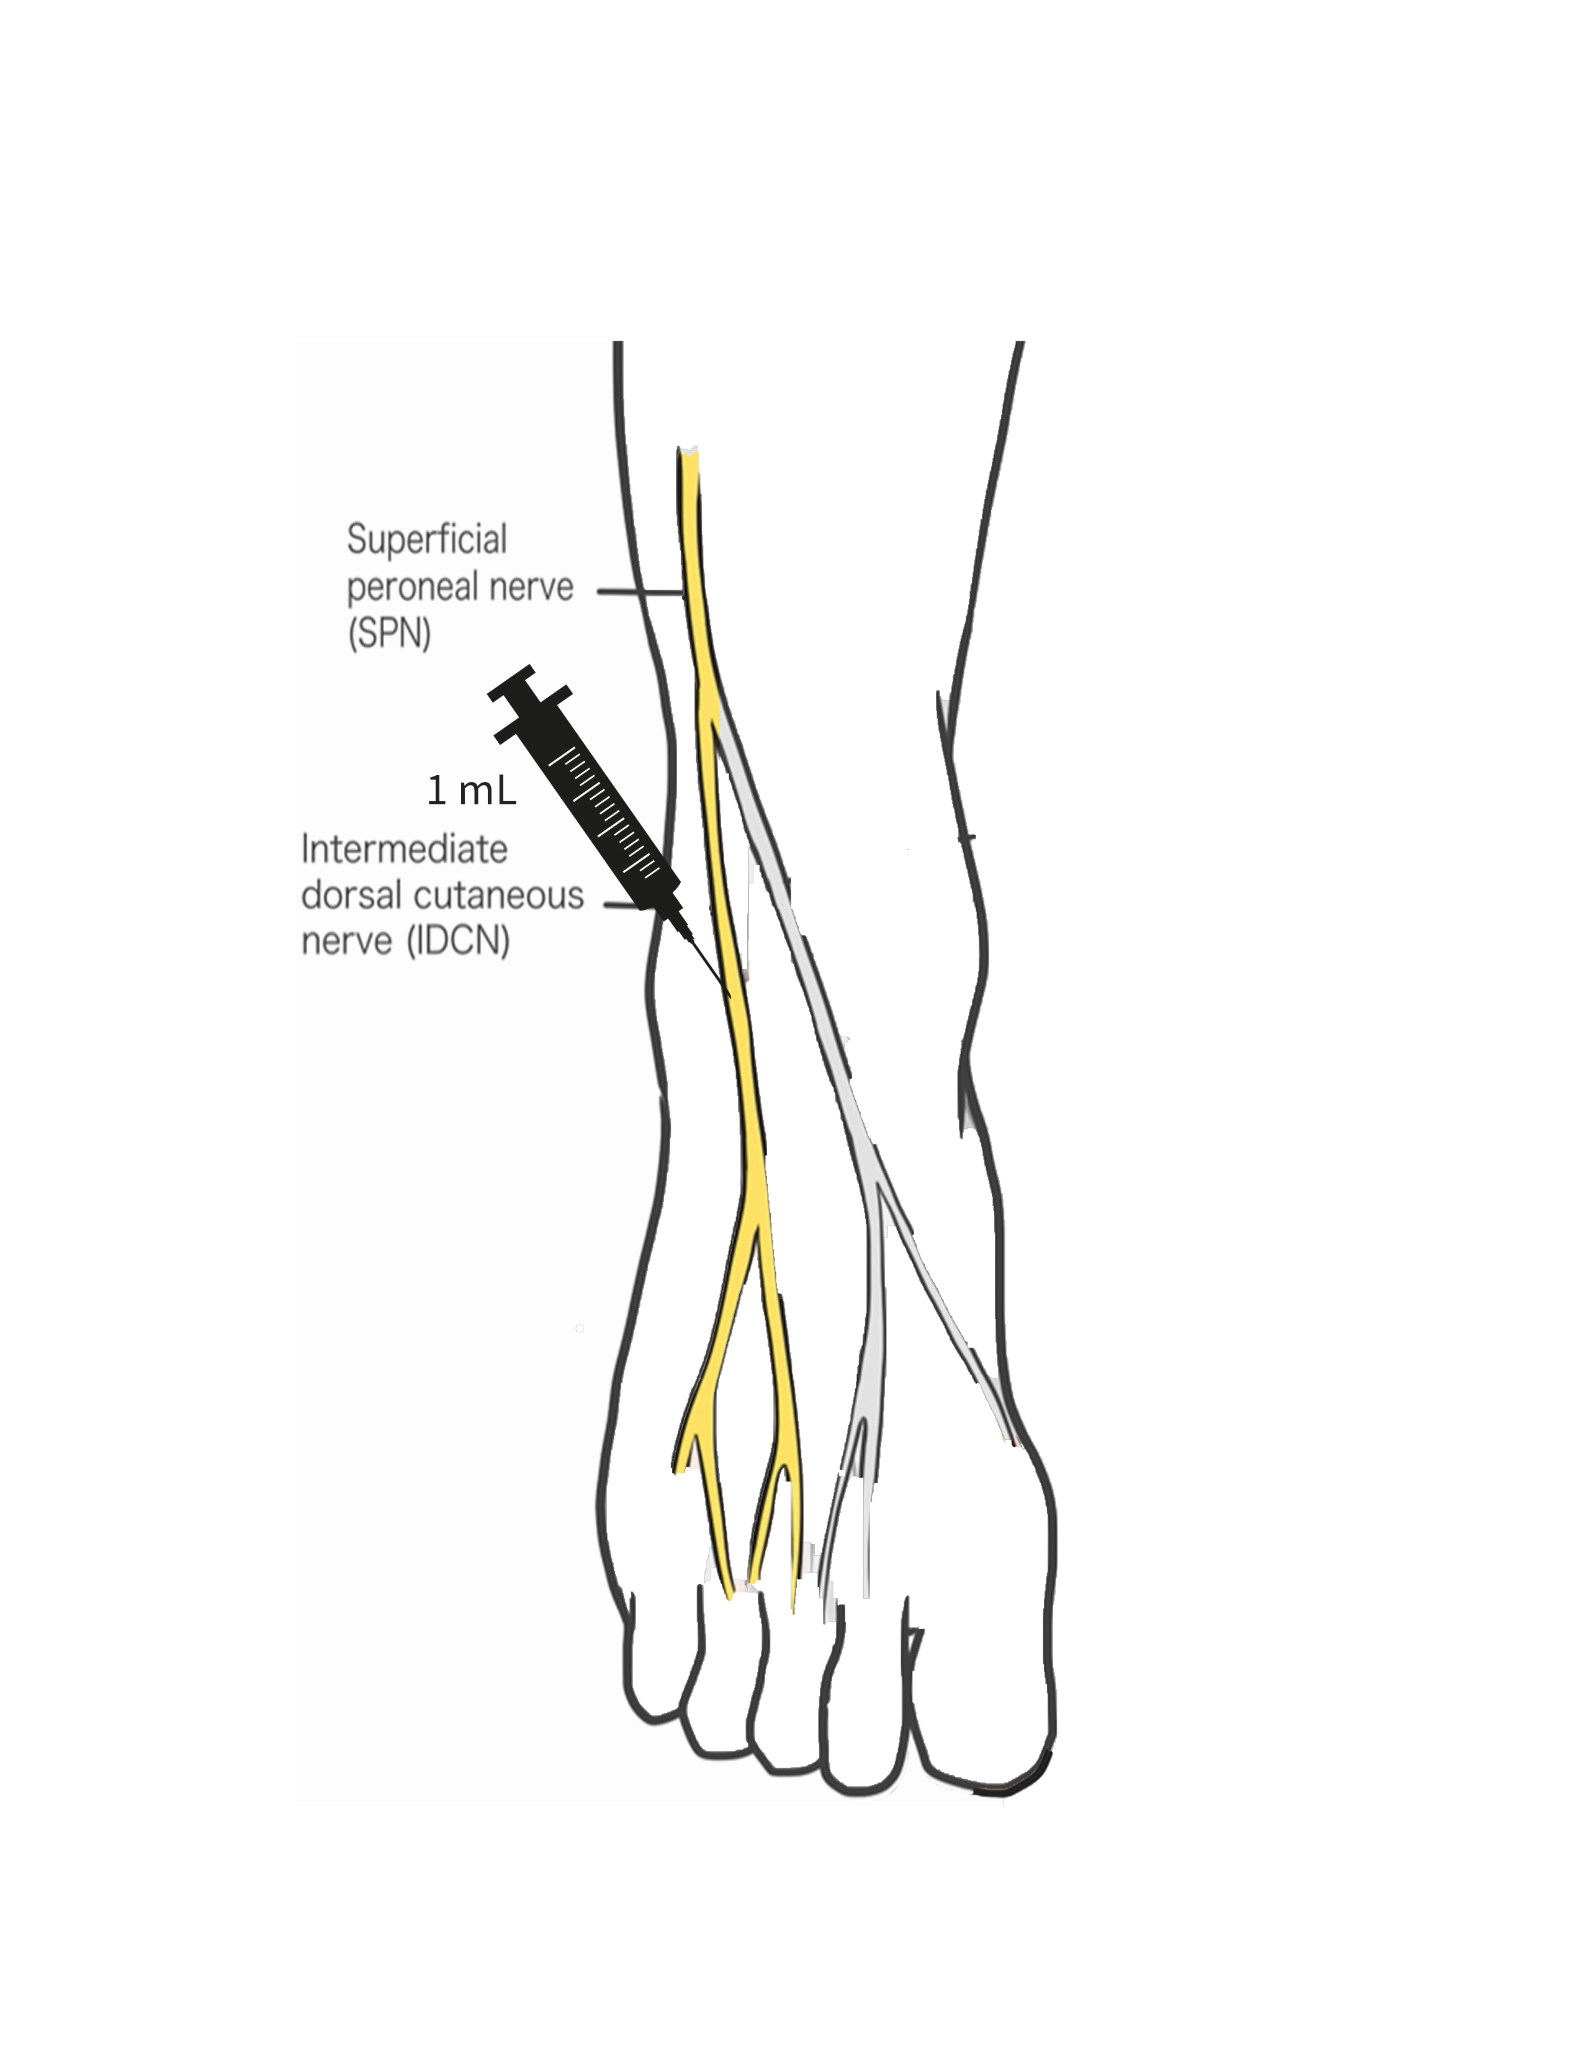 Superficial
peroneal nerve
(SPN)
1 mL
Intermediate
dorsal cutaneous
nerve (IDCN)